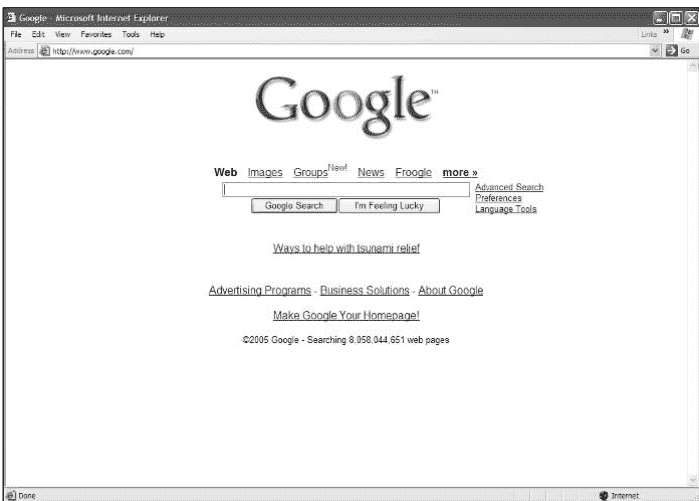 Google - Microsoft Internet Explorer
File Edit View Favorites Tools Help Links »
Address http://www.google.com/ Go
Google™
Web Images Groups New! News Froogle more »
Advanced Search
Preferences
Language Tools
Google Search I'm Feeling Lucky
Ways to help with tsunami relief
Advertising Programs - Business Solutions - About Google
Make Google Your Homepage!
©2005 Google - Searching 8,058,044,651 web pages
Done Internet